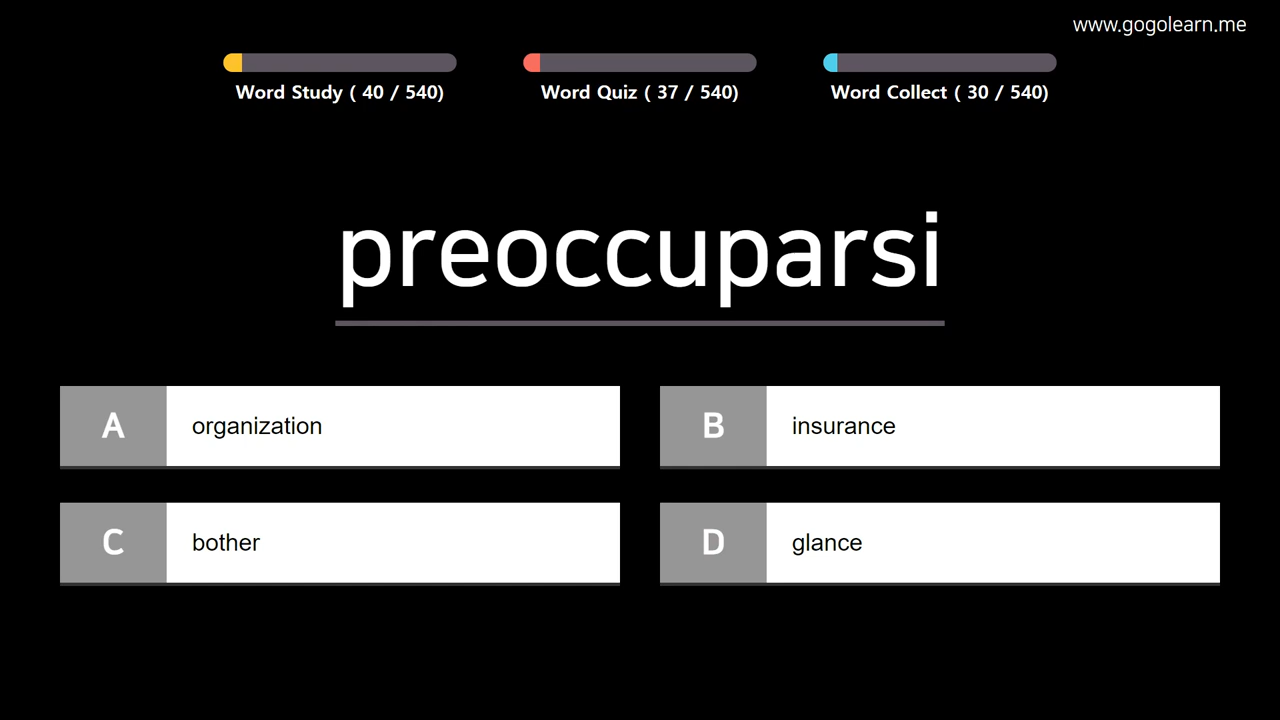 www.gogolearn.me
Word Study ( 40 / 540)
Word Quiz ( 37 / 540)
Word Collect ( 30 / 540)
preoccuparsi
A organization
B insurance
C bother
D glance